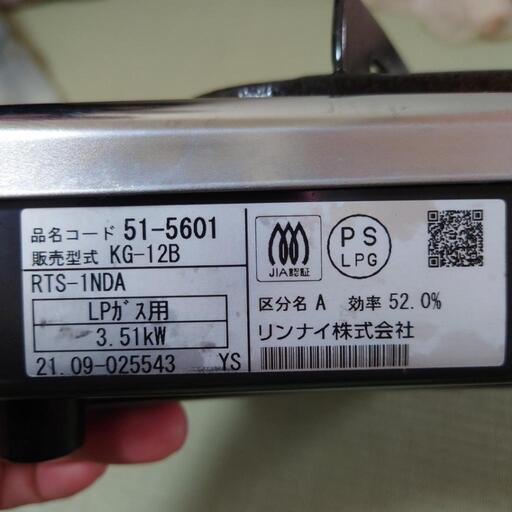 品名コード 51-5601
販売型式 KG-12B
RTS-1NDA
LPガス用
3.51kW
21.09-025543 YS
JIA認証
PS
LPG
区分名 A 効率 52.0%
リンナイ株式会社